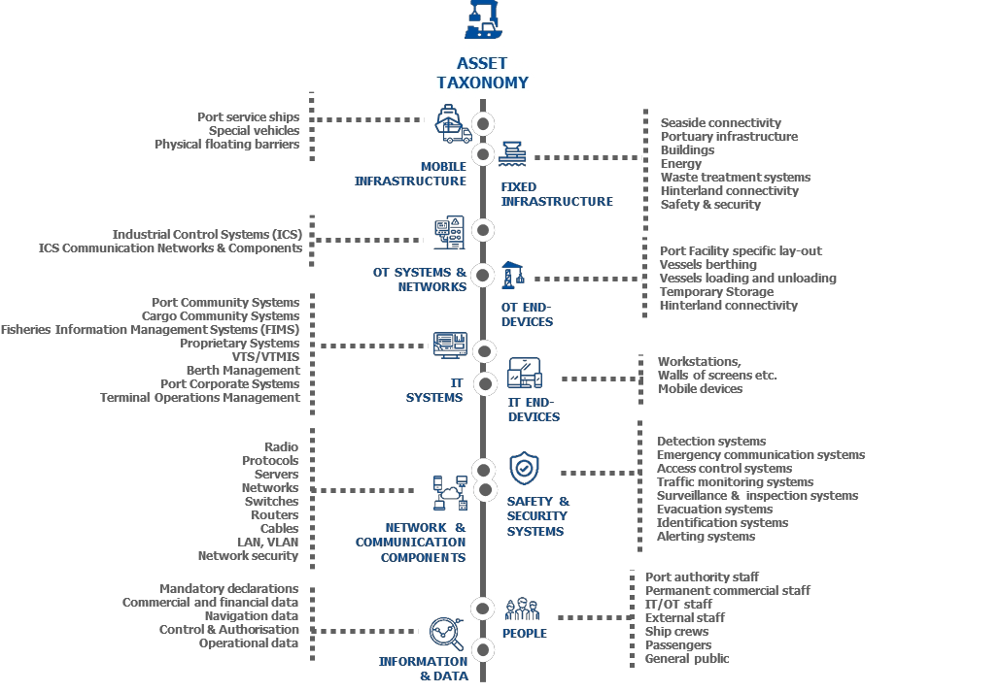 ASSET
TAXONOMY
Port service ships
Special vehicles
Physical floating barriers
MOBILE
INFRASTRUCTURE
Seaside connectivity
Portuary infrastructure
Buildings
Energy
Waste treatment systems
Hinterland connectivity
Safety & security
FIXED
INFRASTRUCTURE
Industrial Control Systems (ICS)
ICS Communication Networks & Components
OT SYSTEMS &
NETWORKS
Port Facility specific lay-out
Vessels berthing
Vessels loading and unloading
Temporary Storage
Hinterland connectivity
OT END-
DEVICES
Port Community Systems
Cargo Community Systems
Fisheries Information Management Systems (FIMS)
Proprietary Systems
VTS/VTMIS
Berth Management
Port Corporate Systems
Terminal Operations Management
IT
SYSTEMS
Workstations,
Walls of screens etc.
Mobile devices
IT END-
DEVICES
Radio
Protocols
Servers
Networks
Switches
Routers
Cables
LAN, VLAN
Network security
NETWORK &
COMMUNICATION
COMPONENTS
Detection systems
Emergency communication systems
Access control systems
Traffic monitoring systems
Surveillance & inspection systems
Evacuation systems
Identification systems
Alerting systems
SAFETY &
SECURITY
SYSTEMS
Mandatory declarations
Commercial and financial data
Navigation data
Control & Authorisation
Operational data
INFORMATION
& DATA
Port authority staff
Permanent commercial staff
IT/OT staff
External staff
Ship crews
Passengers
General public
PEOPLE